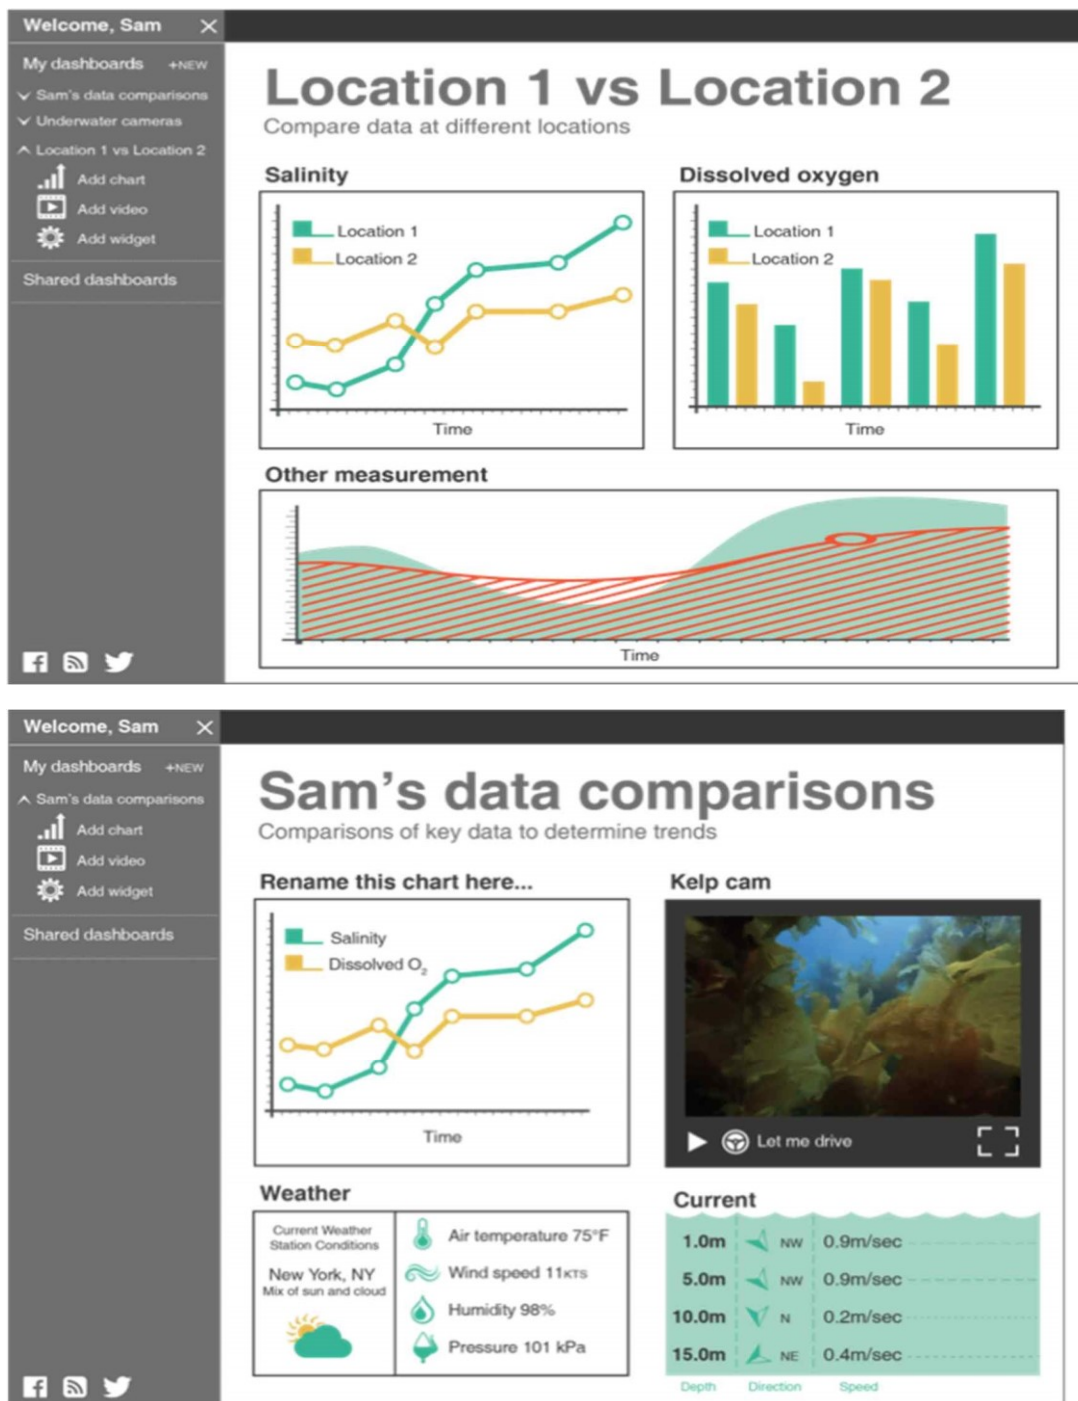 Welcome, Sam
My dashboards +NEW
Sam's data comparisons
Underwater cameras
Location 1 vs Location 2
Add chart
Add video
Add widget
Shared dashboards
Location 1 vs Location 2
Compare data at different locations
Salinity
Location 1
Location 2
Time
Dissolved oxygen
Location 1
Location 2
Time
Other measurement
Time
Welcome, Sam
My dashboards +NEW
Sam's data comparisons
Add chart
Add video
Add widget
Shared dashboards
Sam's data comparisons
Comparisons of key data to determine trends
Rename this chart here...
Salinity
Dissolved O₂
Time
Kelp cam
Let me drive
Weather
Current Weather
Station Conditions
New York, NY
Mix of sun and cloud
Air temperature 75°F
Wind speed 11KTS
Humidity 98%
Pressure 101 kPa
Current
1.0m NW 0.9m/sec
5.0m NW 0.9m/sec
10.0m N 0.2m/sec
15.0m NE 0.4m/sec
Depth Direction Speed